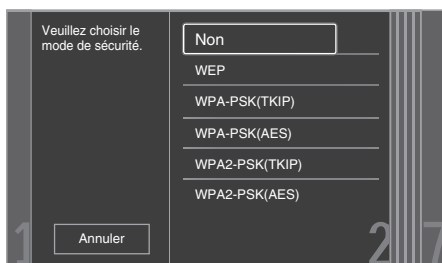 Veuillez choisir le
mode de sécurité.
Non
WEP
WPA-PSK(TKIP)
WPA-PSK(AES)
WPA2-PSK(TKIP)
WPA2-PSK(AES)
Annuler
1
2
7